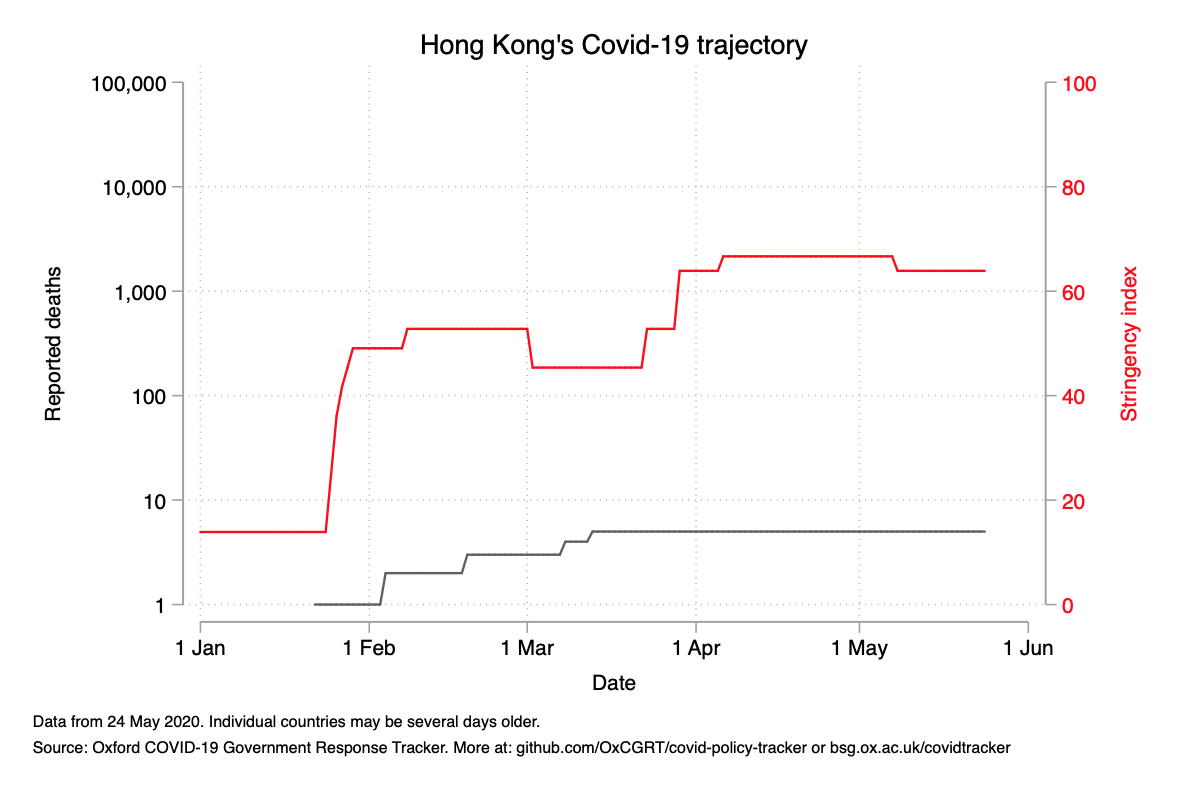 Hong Kong's Covid-19 trajectory
100,000
10,000
1,000
100
10
1
Reported deaths
100
80
60
40
20
0
Stringency index
1 Jan
1 Feb
1 Mar
1 Apr
1 May
1 Jun
Date
Data from 24 May 2020. Individual countries may be several days older.
Source: Oxford COVID-19 Government Response Tracker. More at: github.com/OxCGRT/covid-policy-tracker or bsg.ox.ac.uk/covidtracker